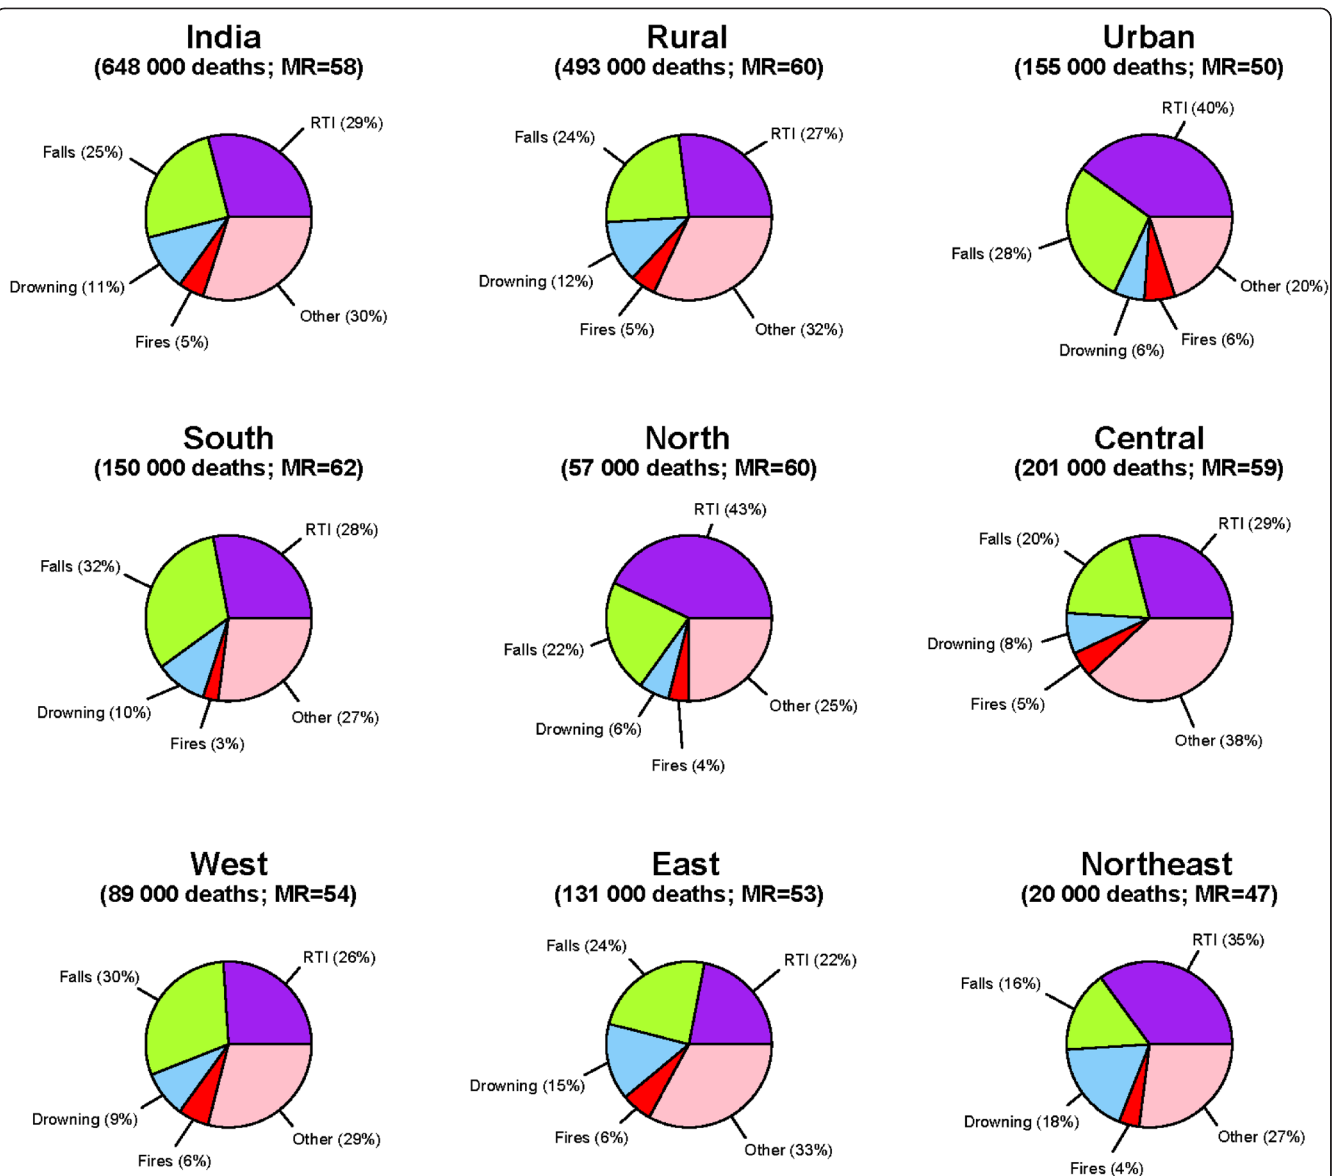 India
(648 000 deaths; MR=58)
RTI (29%)
Falls (25%)
Drowning (11%)
Fires (5%)
Other (30%)
Rural
(493 000 deaths; MR=60)
RTI (27%)
Falls (24%)
Drowning (12%)
Fires (5%)
Other (32%)
Urban
(155 000 deaths; MR=50)
RTI (40%)
Falls (28%)
Drowning (6%)
Fires (6%)
Other (20%)
South
(150 000 deaths; MR=62)
RTI (28%)
Falls (32%)
Drowning (10%)
Fires (3%)
Other (27%)
North
(57 000 deaths; MR=60)
RTI (43%)
Falls (22%)
Drowning (6%)
Fires (4%)
Other (25%)
Central
(201 000 deaths; MR=59)
RTI (29%)
Falls (20%)
Drowning (8%)
Fires (5%)
Other (38%)
West
(89 000 deaths; MR=54)
RTI (26%)
Falls (30%)
Drowning (9%)
Fires (6%)
Other (29%)
East
(131 000 deaths; MR=53)
RTI (22%)
Falls (24%)
Drowning (15%)
Fires (6%)
Other (33%)
Northeast
(20 000 deaths; MR=47)
RTI (35%)
Falls (16%)
Drowning (18%)
Fires (4%)
Other (27%)